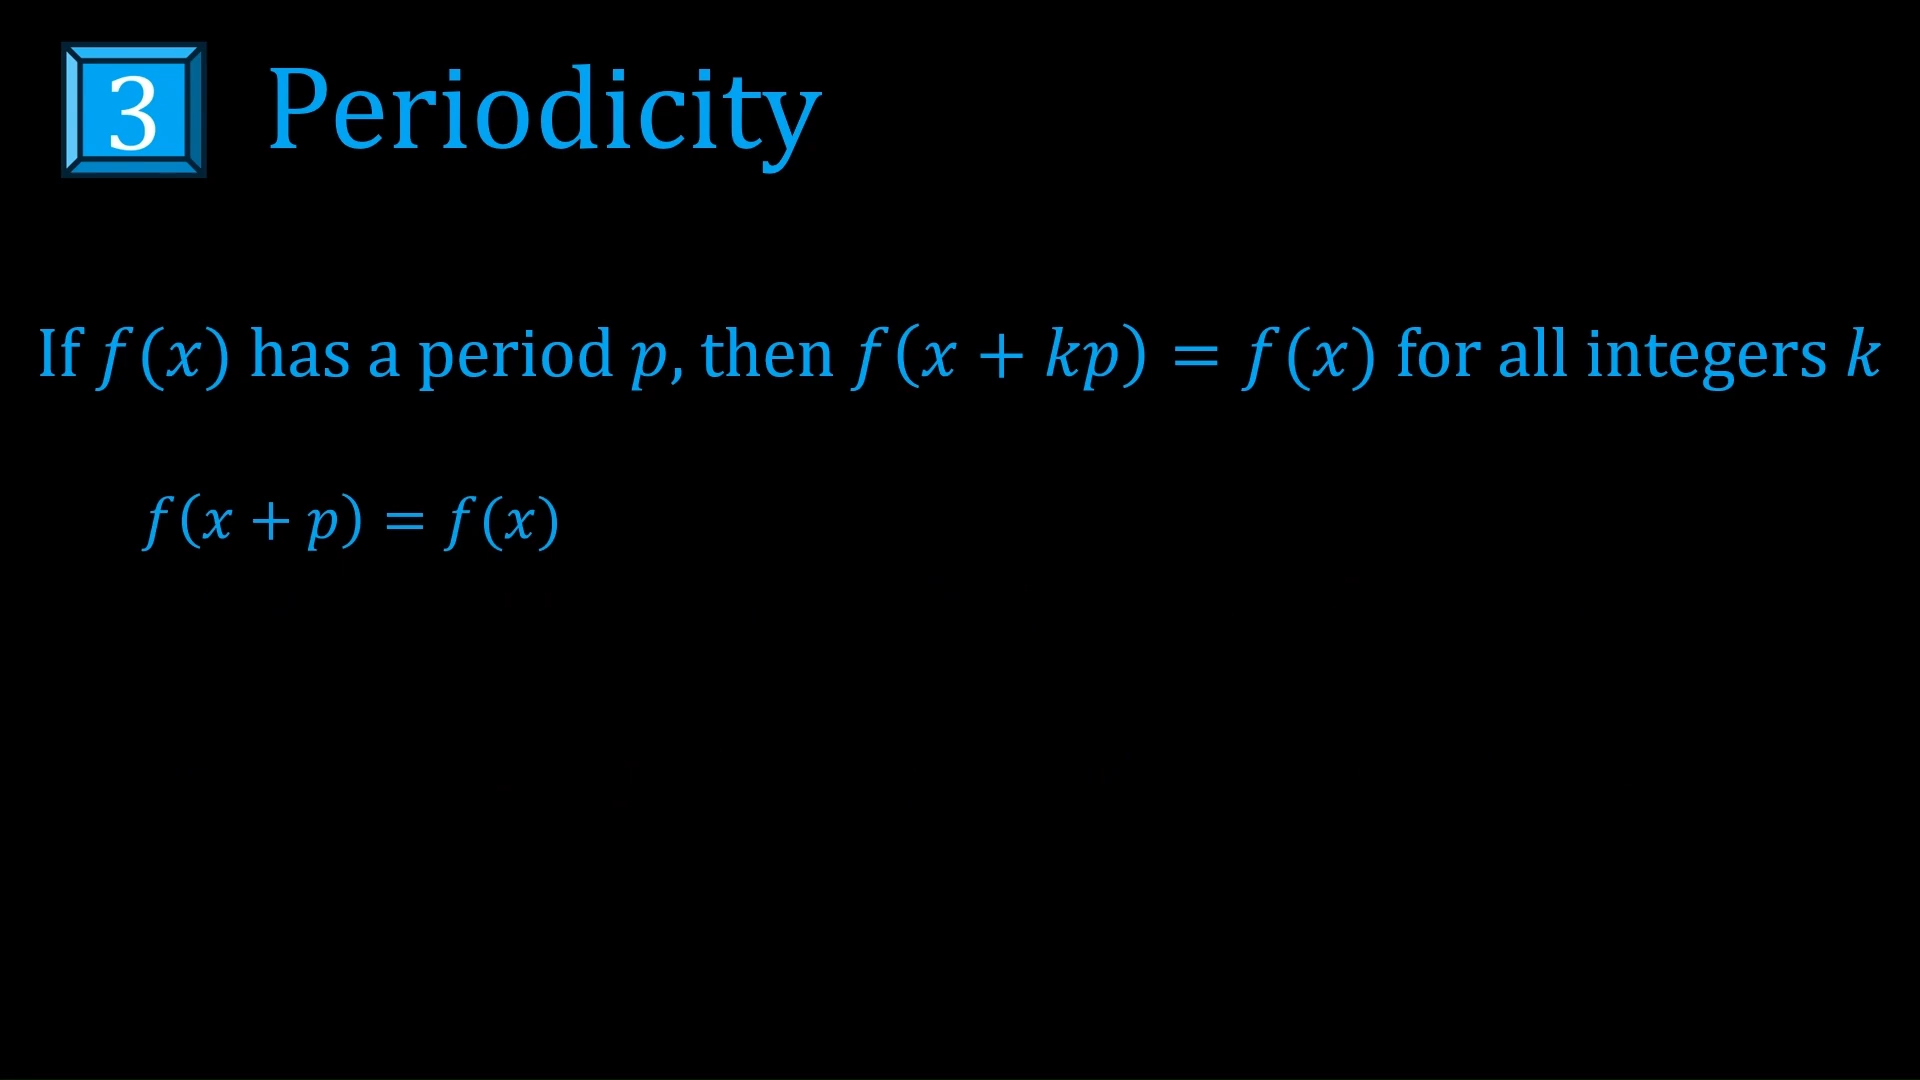 3 Periodicity
If f(x) has a period p, then f(x + kp) = f(x) for all integers k
f(x + p) = f(x)